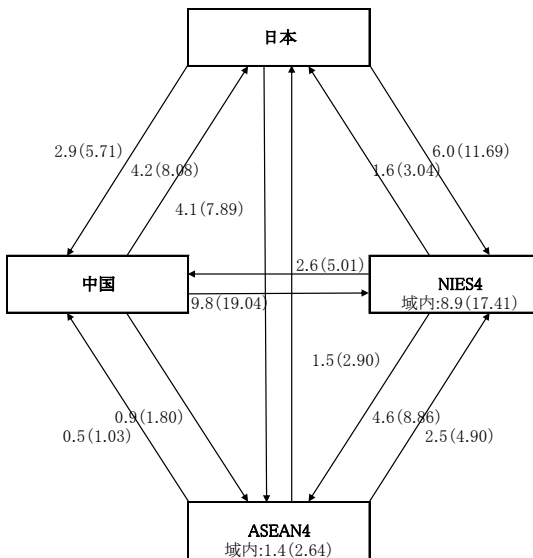 日本
2.9(5.71)
6.0(11.69)
4.2(8.08)
1.6(3.04)
4.1(7.89)
2.6(5.01)
中国
NIES4
9.8(19.04)
域内:8.9(17.41)
1.5(2.90)
0.9(1.80)
4.6(8.86)
0.5(1.03)
2.5(4.90)
ASEAN4
域内:1.4(2.64)